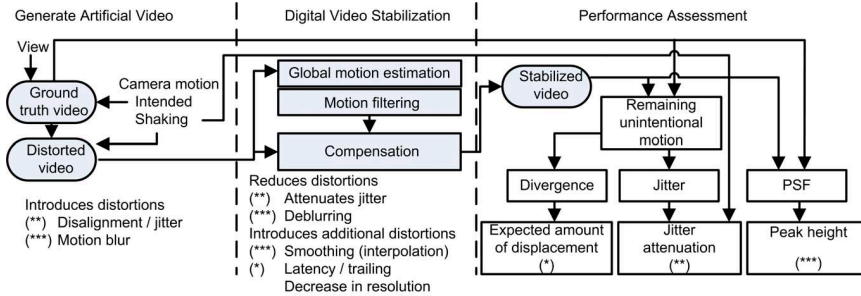 Generate Artificial Video
Digital Video Stabilization
Performance Assessment
View
Ground
truth video
Camera motion
Intended
Shaking
Distorted
video
Introduces distortions
(**) Disalignment / jitter
(***) Motion blur
Global motion estimation
Motion filtering
Compensation
Reduces distortions
(**) Attenuates jitter
(***) Deblurring
Introduces additional distortions
(***) Smoothing (interpolation)
(*) Latency / trailing
Decrease in resolution
Stabilized
video
Remaining
unintentional
motion
Divergence
Jitter
PSF
Expected amount
of displacement
(*)
Jitter
attenuation
(**)
Peak height
(***)